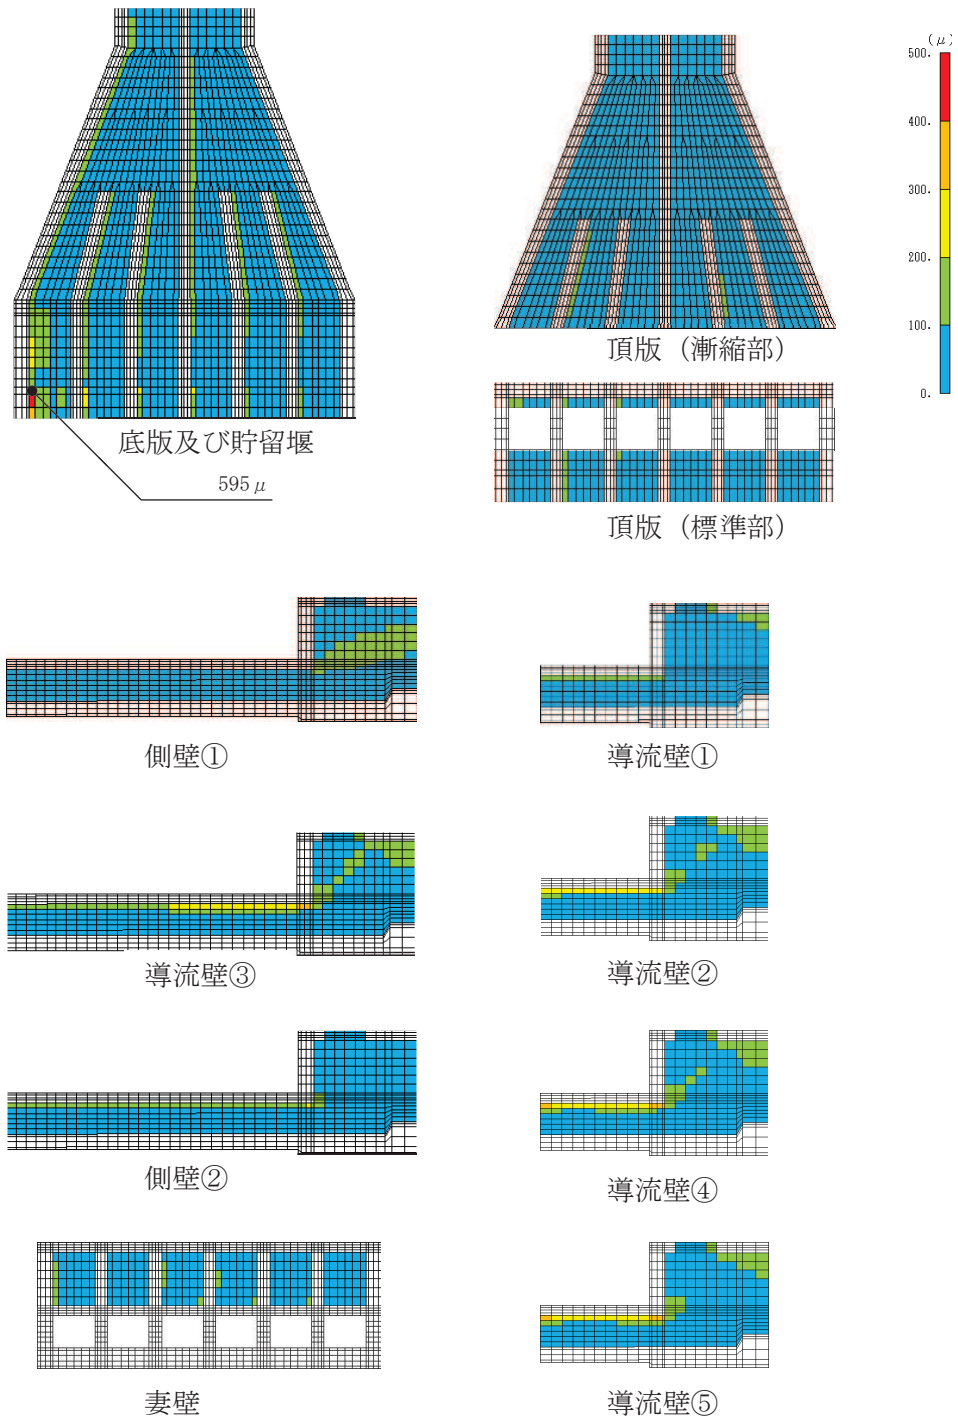 (μ)
500.
400.
300.
200.
100.
0.
頂版（漸縮部）
底版及び貯留堰
595μ
頂版（標準部）
側壁①
導流壁①
導流壁③
導流壁②
側壁②
導流壁④
妻壁
導流壁⑤